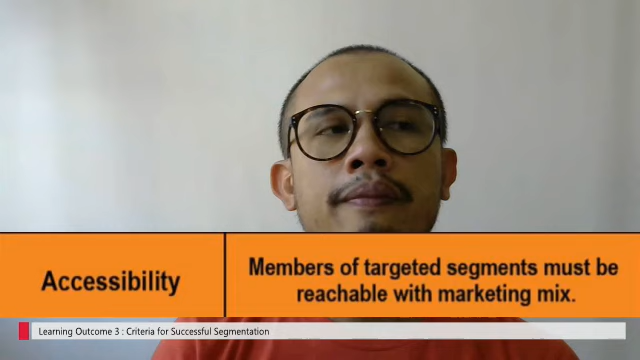 Accessibility
Members of targeted segments must be
reachable with marketing mix.
Learning Outcome 3 : Criteria for Successful Segmentation